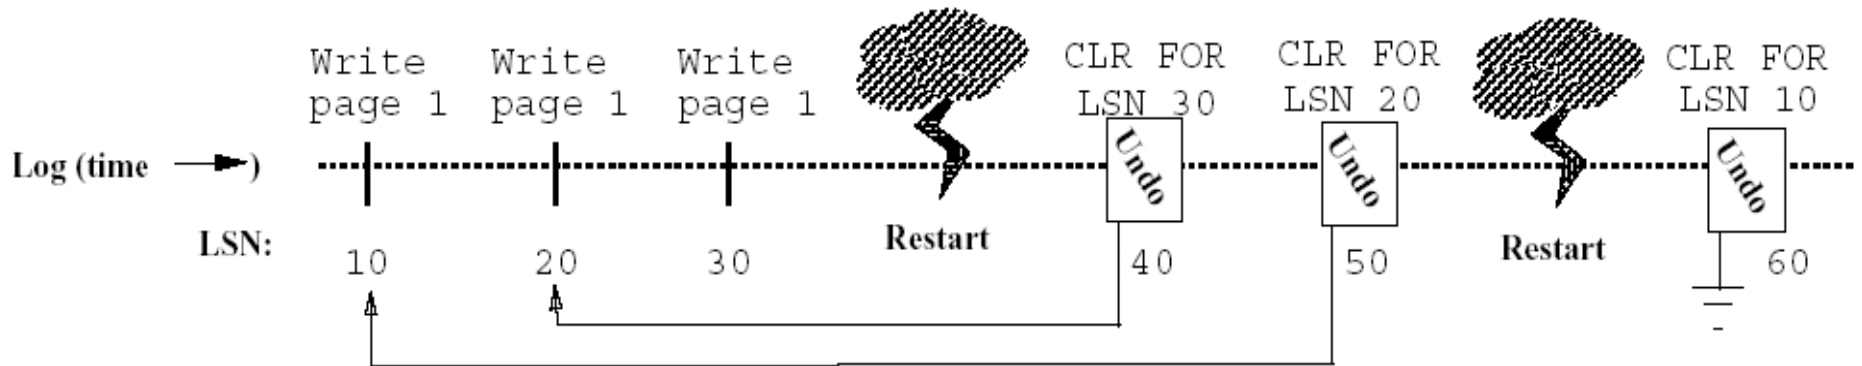 Write
page 1
Write
page 1
Write
page 1
CLR FOR
LSN 30
CLR FOR
LSN 20
CLR FOR
LSN 10
Log (time )
Undo
Undo
Undo
Restart
Restart
LSN:
10
20
30
40
50
60